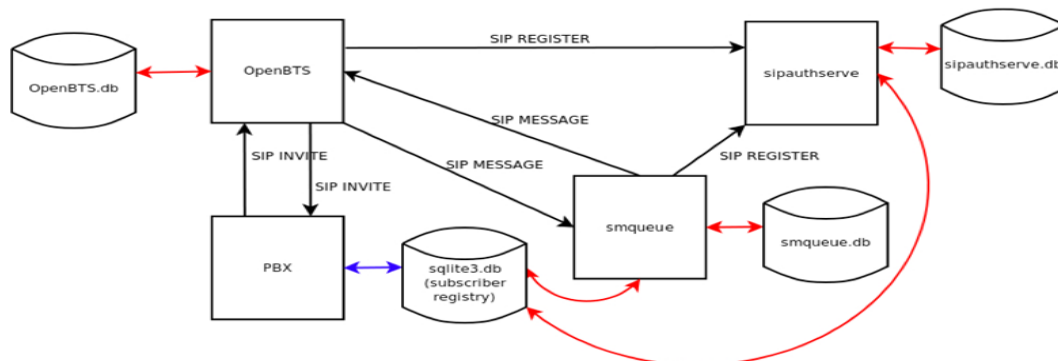 SIP REGISTER
OpenBTS
OpenBTS.db
sipauthserve
sipauthserve.db
SIP MESSAGE
SIP INVITE
SIP MESSAGE
SIP REGISTER
SIP INVITE
PBX
sqlite3.db
(subscriber
registry)
smqueue
smqueue.db